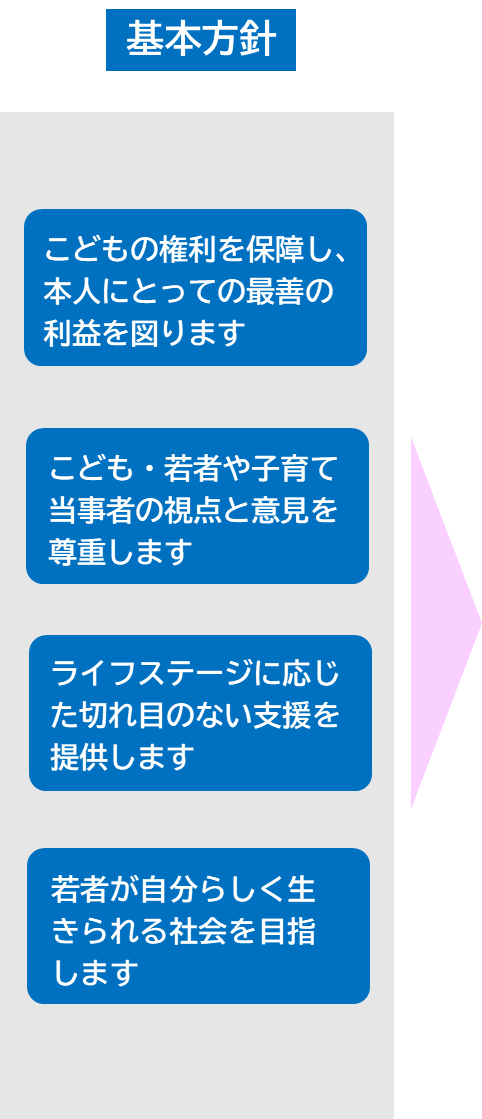 基本方針
こどもの権利を保障し、
本人にとっての最善の
利益を図ります
こども・若者や子育て
当事者の視点と意見を
尊重します
ライフステージに応じ
た切れ目のない支援を
提供します
若者が自分らしく生
きられる社会を目指
します